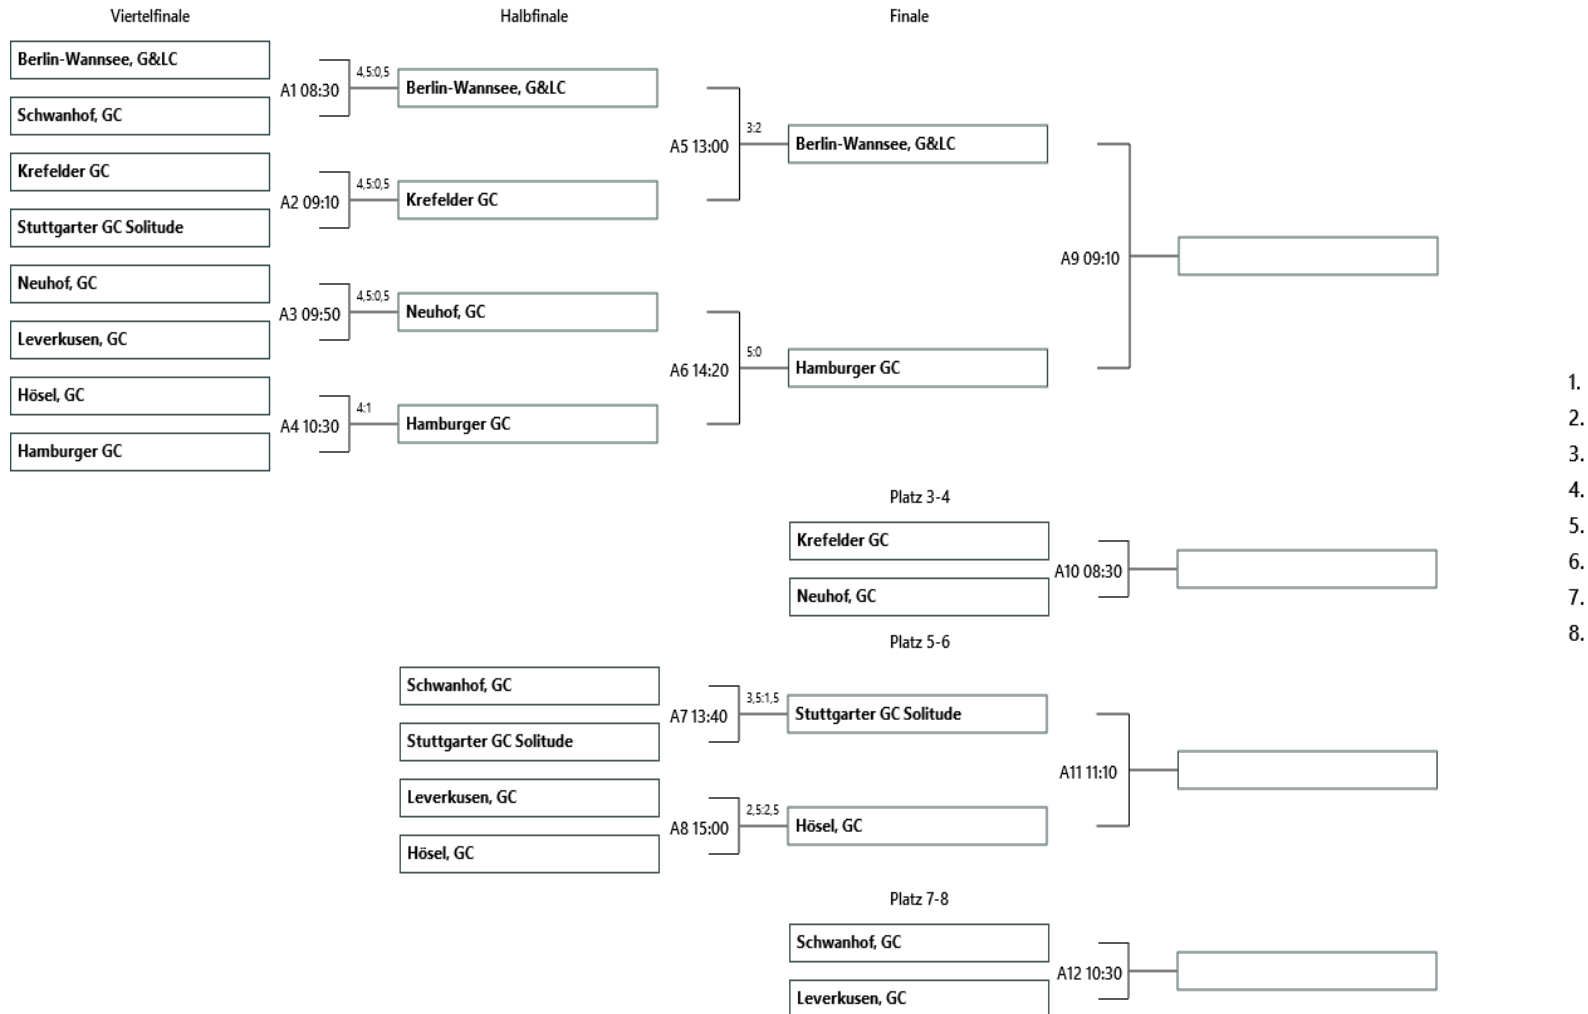 Viertelfinale
Halbfinale
Finale
Berlin-Wannsee, G&LC
A1 08:30
4,5:0,5
Berlin-Wannsee, G&LC
Schwanhof, GC
A5 13:00
3:2
Berlin-Wannsee, G&LC
Krefelder GC
A2 09:10
4,5:0,5
Krefelder GC
Stuttgarter GC Solitude
A9 09:10
Neuhof, GC
A3 09:50
4,5:0,5
Neuhof, GC
Leverkusen, GC
A6 14:20
5:0
Hamburger GC
Hösel, GC
A4 10:30
4:1
Hamburger GC
Hamburger GC
Platz 3-4
Krefelder GC
A10 08:30
Neuhof, GC
Platz 5-6
Schwanhof, GC
A7 13:40
3,5:1,5
Stuttgarter GC Solitude
Stuttgarter GC Solitude
A11 11:10
Leverkusen, GC
A8 15:00
2,5:2,5
Hösel, GC
Hösel, GC
Platz 7-8
Schwanhof, GC
A12 10:30
Leverkusen, GC
1.
2.
3.
4.
5.
6.
7.
8.